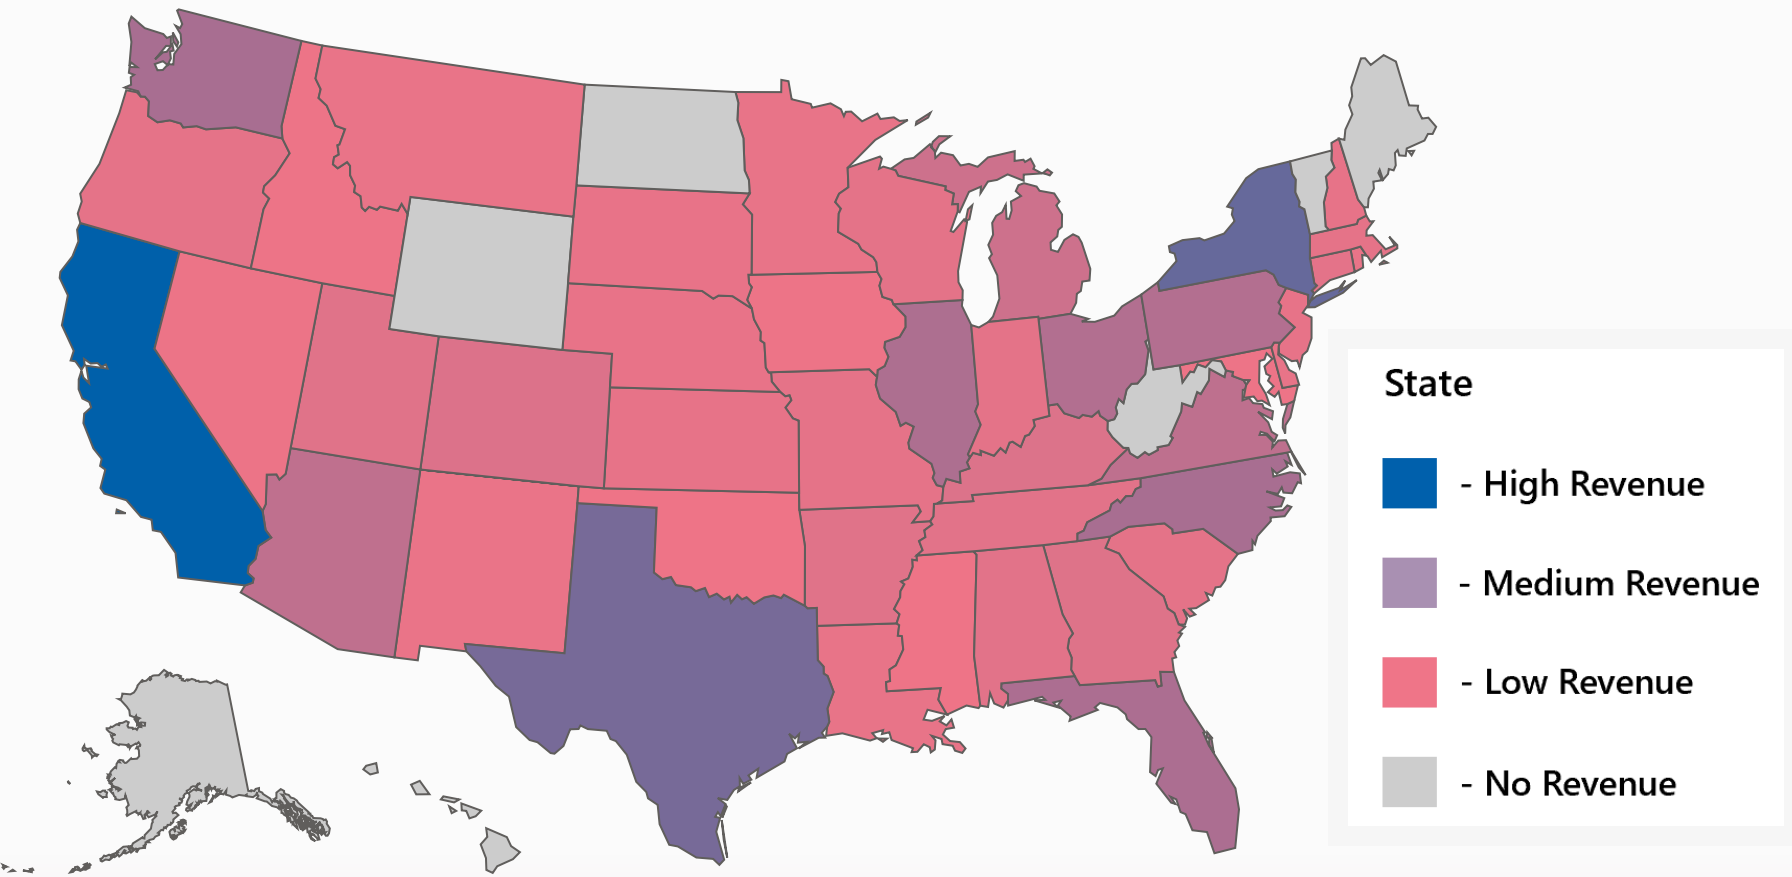 State
- High Revenue
- Medium Revenue
- Low Revenue
- No Revenue